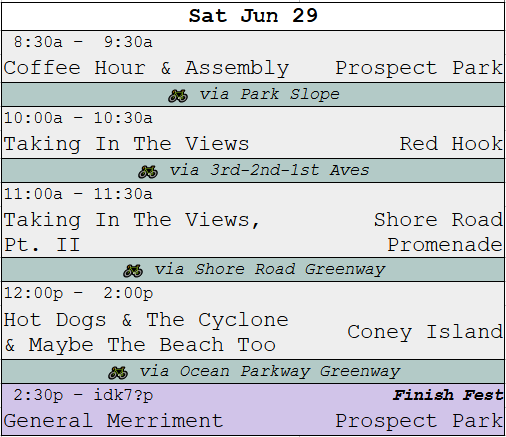 Sat Jun 29
8:30a – 9:30a
Coffee Hour & Assembly Prospect Park
via Park Slope
10:00a – 10:30a
Taking In The Views Red Hook
via 3rd-2nd-1st Aves
11:00a – 11:30a
Taking In The Views, Shore Road
Pt. II Promenade
via Shore Road Greenway
12:00p – 2:00p
Hot Dogs & The Cyclone
& Maybe The Beach Too Coney Island
via Ocean Parkway Greenway
2:30p – idk7?p Finish Fest
General Merriment Prospect Park